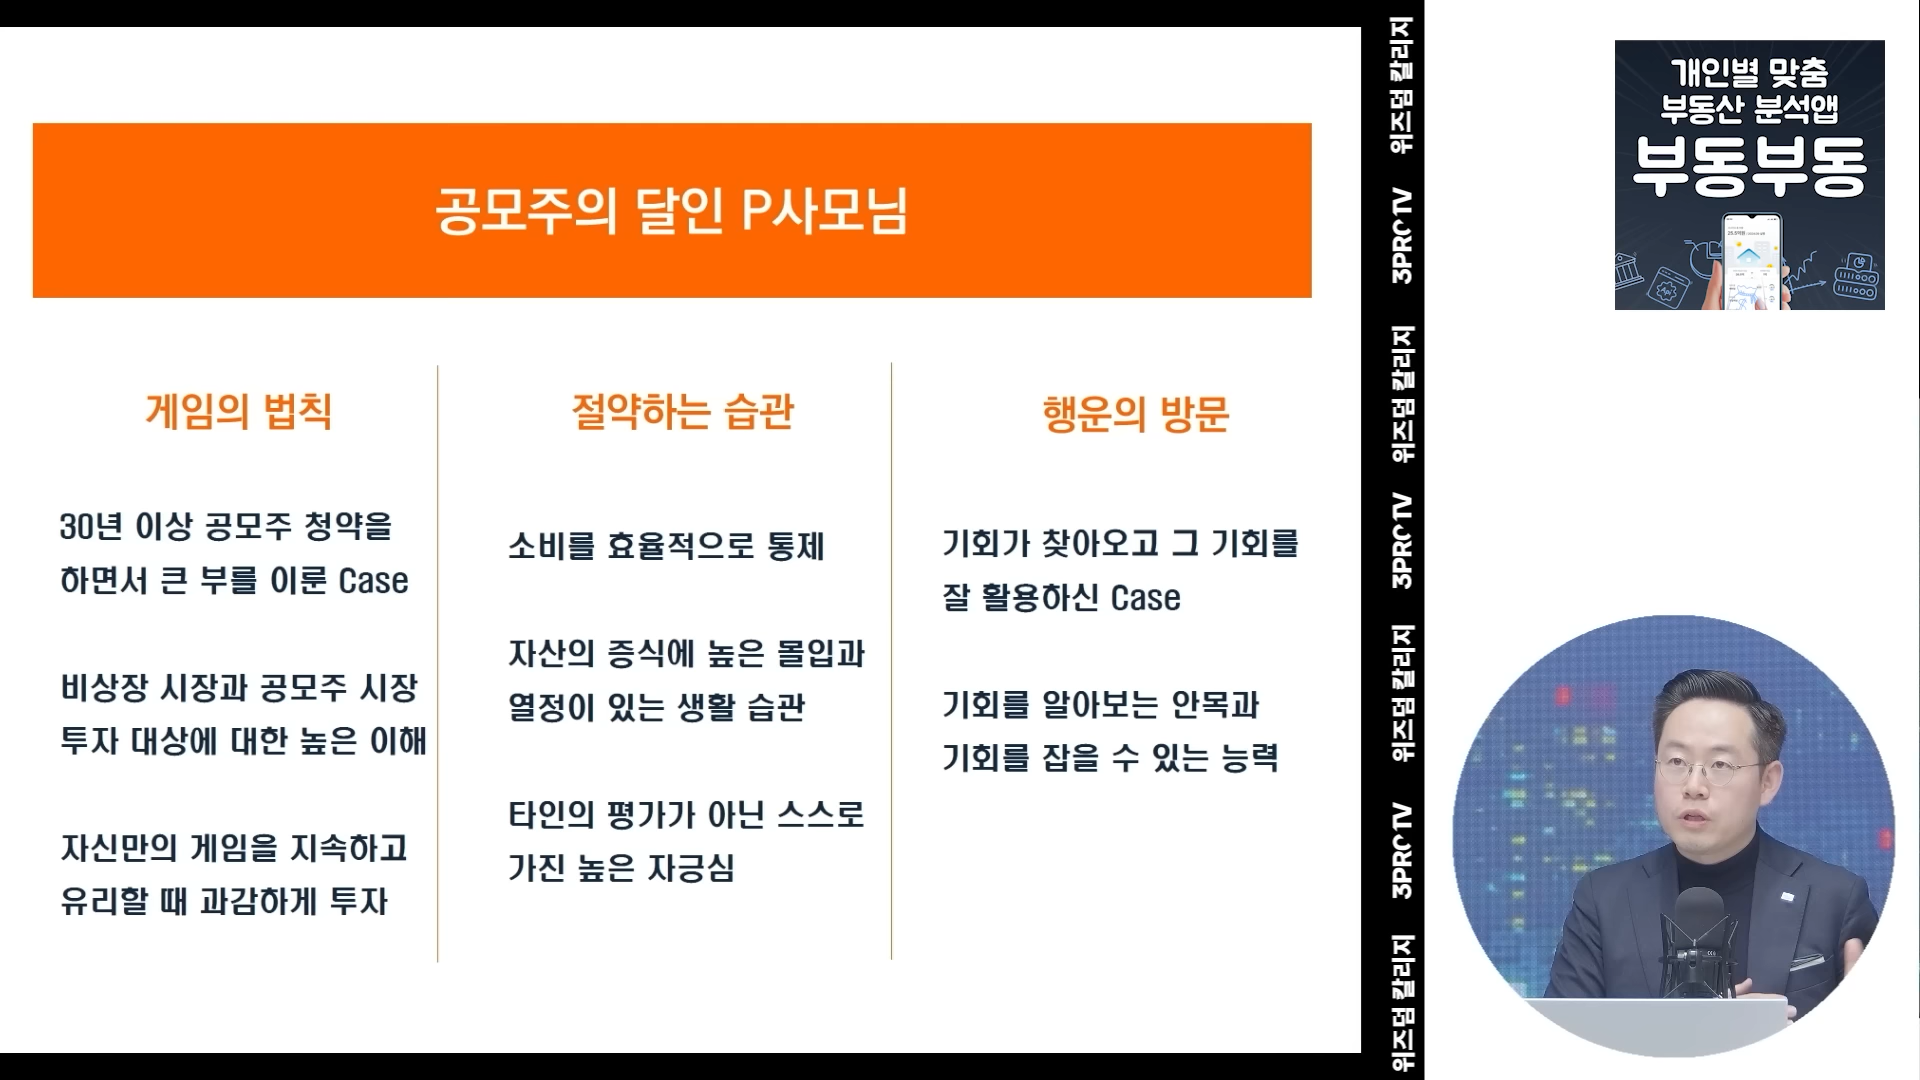 공모주의 달인 P사모님
게임의 법칙
30년 이상 공모주 청약을
하면서 큰 부를 이룬 Case
비상장 시장과 공모주 시장
투자 대상에 대한 높은 이해
자신만의 게임을 지속하고
유리할 때 과감하게 투자
절약하는 습관
소비를 효율적으로 통제
자산의 증식에 높은 몰입과
열정이 있는 생활 습관
타인의 평가가 아닌 스스로
가진 높은 자긍심
행운의 방문
기회가 찾아오고 그 기회를
잘 활용하신 Case
기회를 알아보는 안목과
기회를 잡을 수 있는 능력
위즈덤 칼리지
3PROTV
위즈덤 칼리지
3PROTV
위즈덤 칼리지
3PROTV
위즈덤 칼리지
개인별 맞춤
부동산 분석앱
부동부동